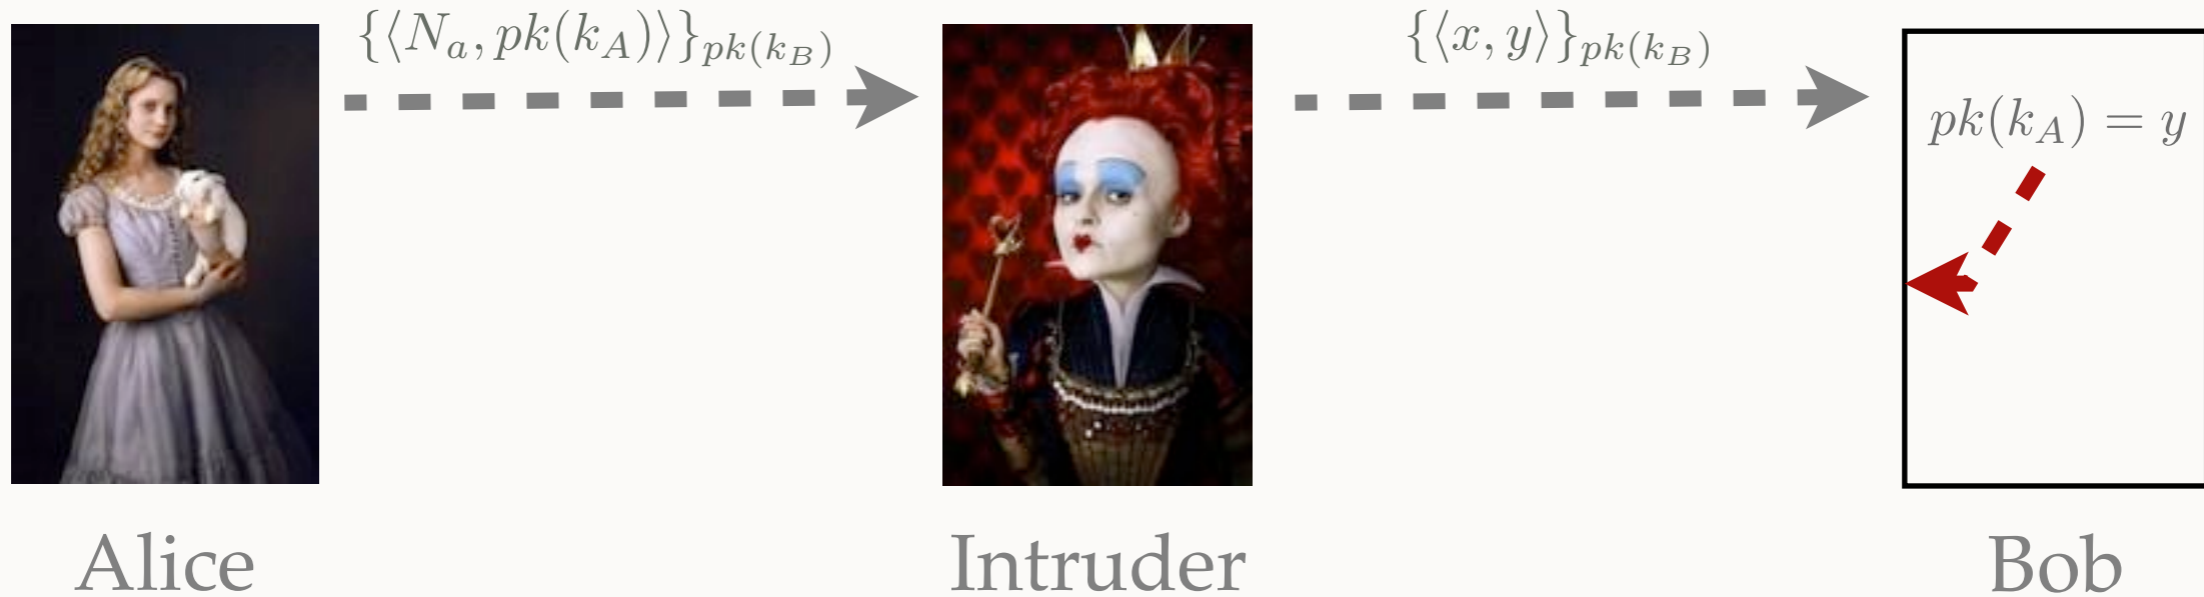 {⟨N_a, pk(k_A)⟩}_{pk(k_B)}
{⟨x, y⟩}_{pk(k_B)}
pk(k_A) = y
Alice
Intruder
Bob